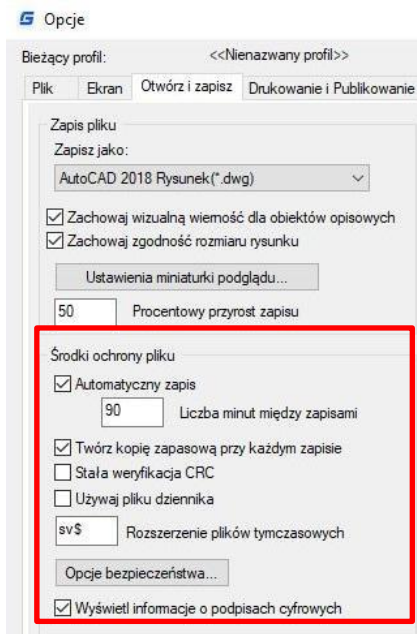 Opcje
Bieżący profil: <<Nienazwany profil>>
Plik Ekran Otwórz i zapisz Drukowanie i Publikowanie
Zapis pliku
Zapisz jako:
AutoCAD 2018 Rysunek(*.dwg)
Zachowaj wizualną wierność dla obiektów opisowych
Zachowaj zgodność rozmiaru rysunku
Ustawienia miniaturki podglądu...
50 Procentowy przyrost zapisu
Środki ochrony pliku
Automatyczny zapis
90 Liczba minut między zapisami
Twórz kopię zapasową przy każdym zapisie
Stała weryfikacja CRC
Używaj pliku dziennika
sv$ Rozszerzenie plików tymczasowych
Opcje bezpieczeństwa...
Wyświetl informacje o podpisach cyfrowych